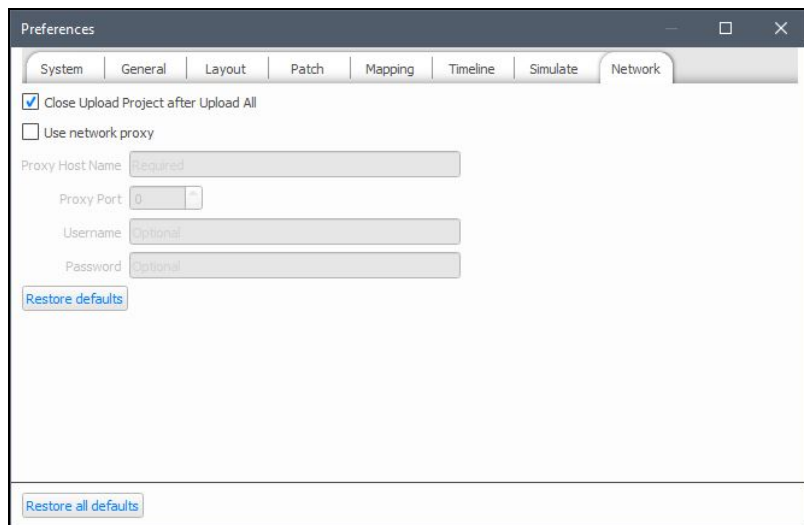 Preferences
System General Layout Patch Mapping Timeline Simulate Network
Close Upload Project after Upload All
Use network proxy
Proxy Host Name Required
Proxy Port 0
Username Optional
Password Optional
Restore defaults
Restore all defaults